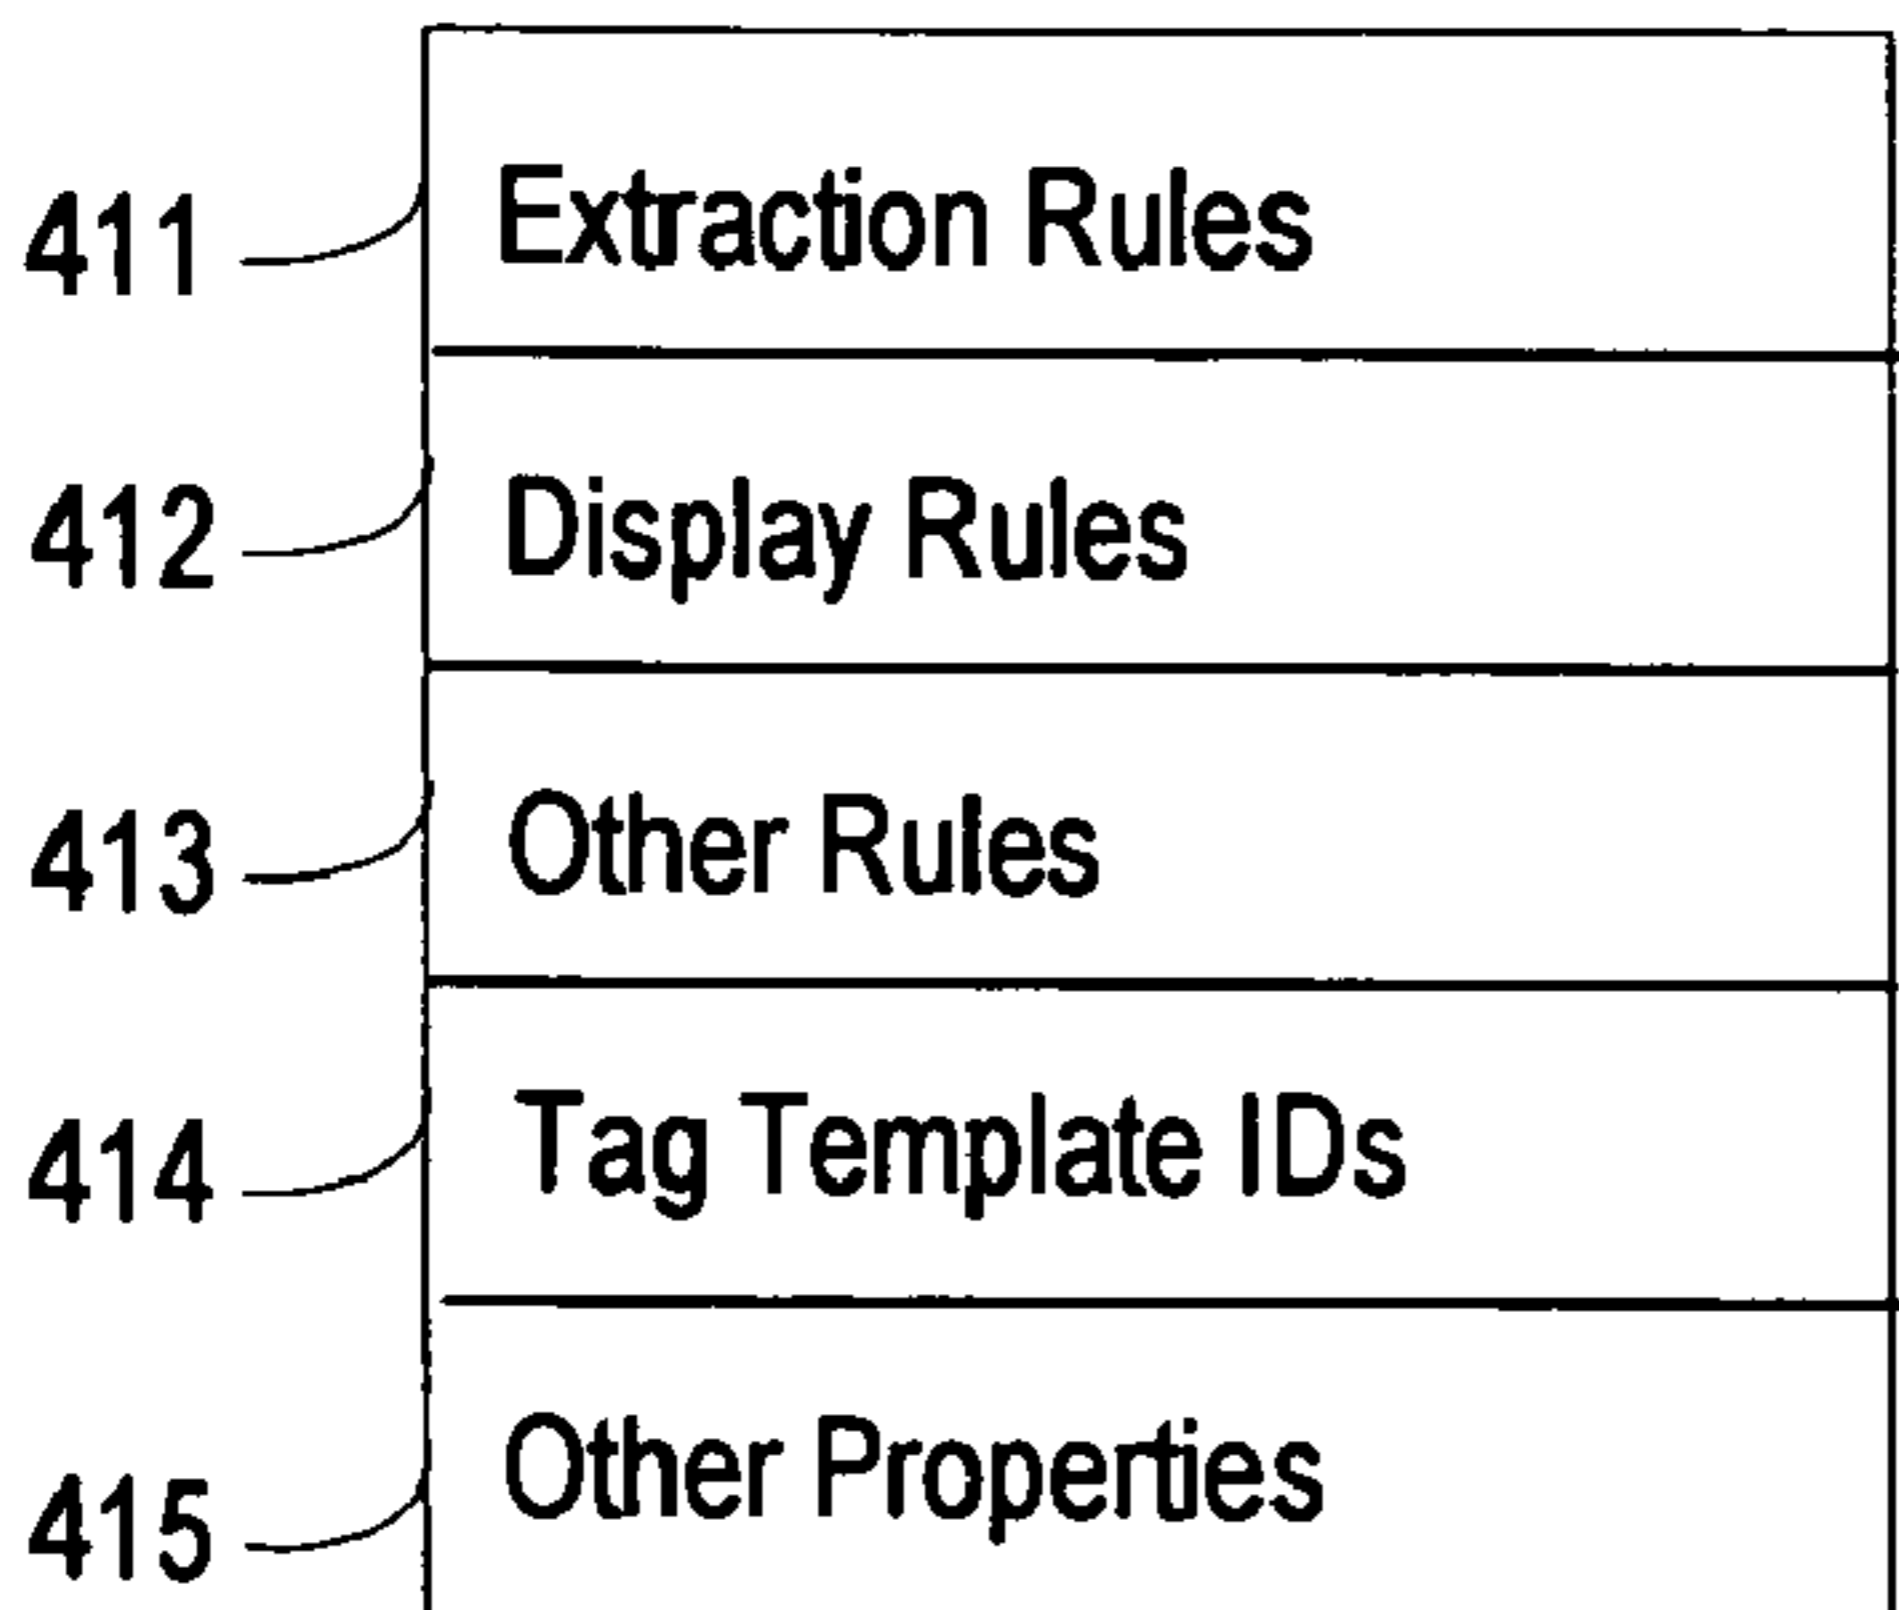 411 Extraction Rules
412 Display Rules
413 Other Rules
414 Tag Template IDs
415 Other Properties